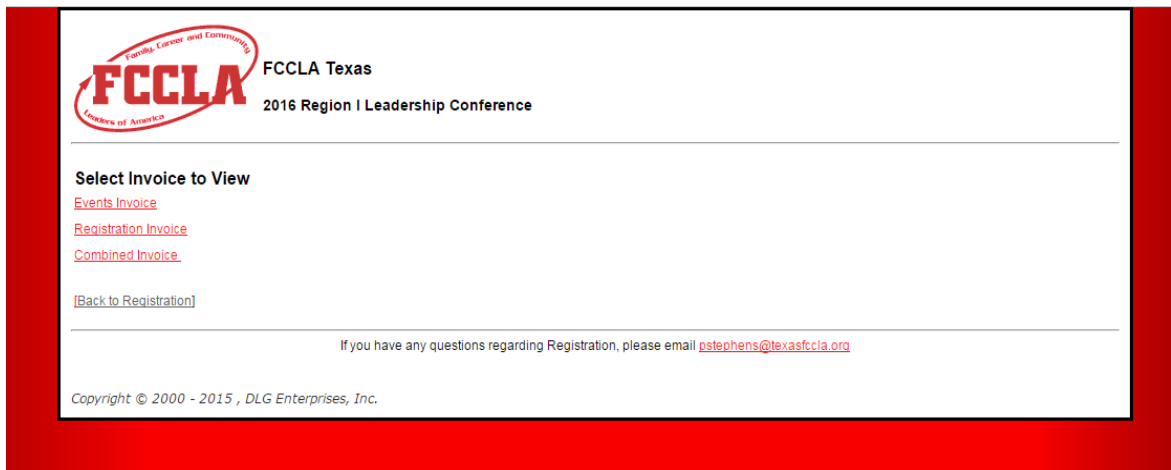 Family, Career and Community
FCCLA
Leaders of America
FCCLA Texas
2016 Region I Leadership Conference
Select Invoice to View
Events Invoice
Registration Invoice
Combined Invoice
[Back to Registration]
If you have any questions regarding Registration, please email pstephens@texasfccla.org
Copyright © 2000 - 2015 , DLG Enterprises, Inc.